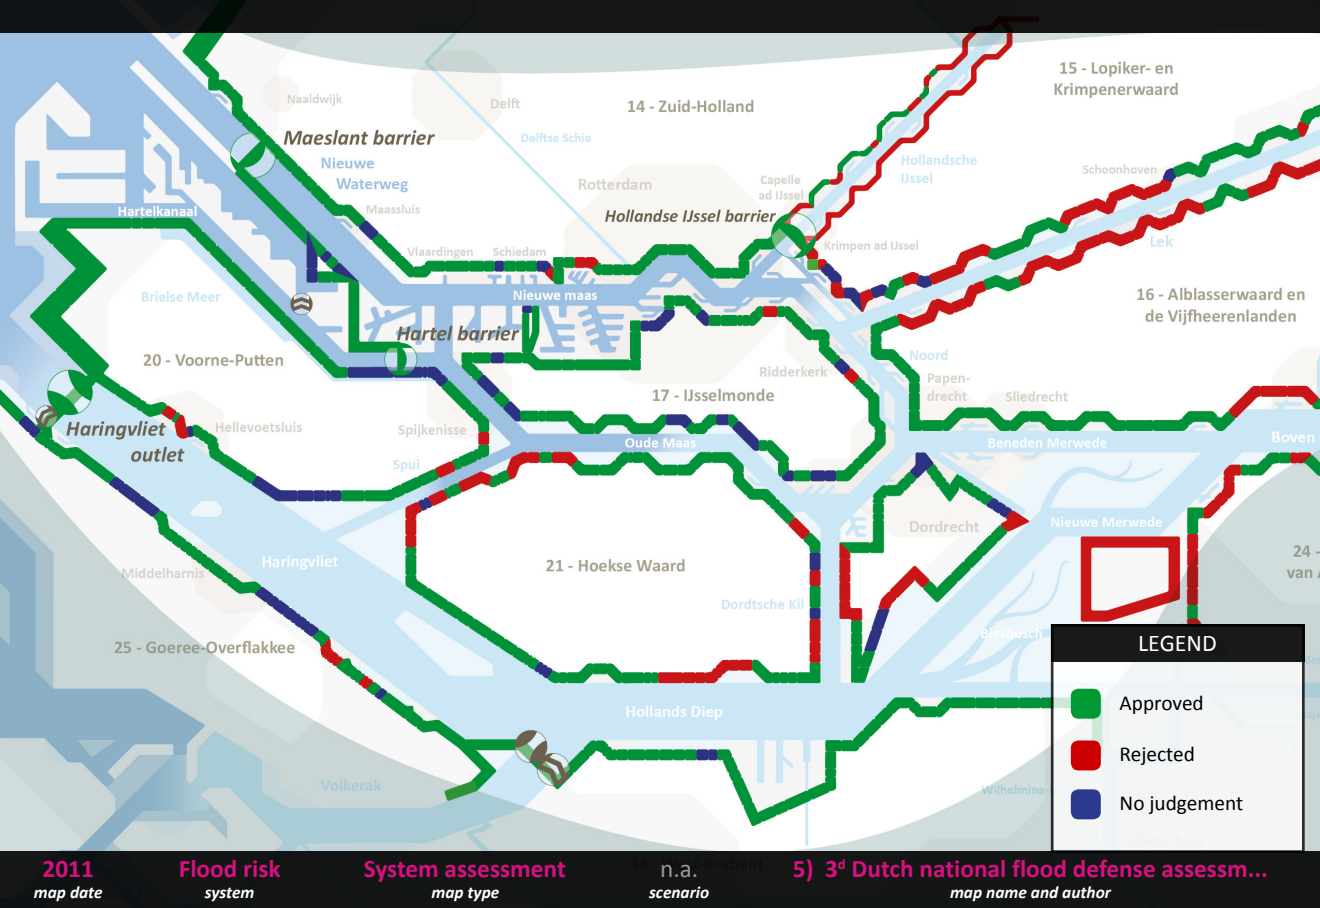 15 - Lopiker- en
Krimpenerwaard
Naaldwijk
Delft
14 - Zuid-Holland
Maeslant barrier
Delftse Schie
Nieuwe
Waterweg
Hollandsche
IJssel
Schoonhoven
Rotterdam
Capelle
ad IJssel
Hartelkanaal
Maassluis
Hollandse IJssel barrier
Krimpen ad IJssel
Lek
Vlaardingen
Schiedam
Brielse Meer
Nieuwe maas
16 - Alblasserwaard en
de Vijfheerenlanden
Hartel barrier
20 - Voorne-Putten
Noord
Ridderkerk
Papen-
drecht
Sliedrecht
17 - IJsselmonde
Haringvliet
outlet
Hellevoetsluis
Spijkenisse
Oude Maas
Beneden Merwede
Boven
Spui
Dordrecht
Nieuwe Merwede
21 - Hoekse Waard
Haringvliet
24 -
van A
Middelharnis
Dordtsche Kil
Biesbosch
25 - Goeree-Overflakkee
LEGEND
Approved
Rejected
No judgement
Hollands Diep
Volkerak
Wilhelmina-
34 - West-Brabant
2011
map date
Flood risk
system
System assessment
map type
n.a.
scenario
5) 3ᵈ Dutch national flood defense assessm...
map name and author